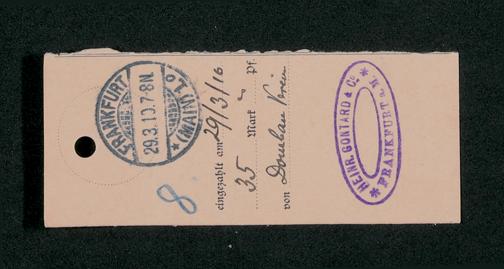 FRANKFURT
(MAIN) 1.
29.3.10.7-8N.
8
eingezahlt am 29/3/10
35 Mark Pf.
von Dombau Verein
HEINR. GONTARD & Co.
FRANKFURT a. M.